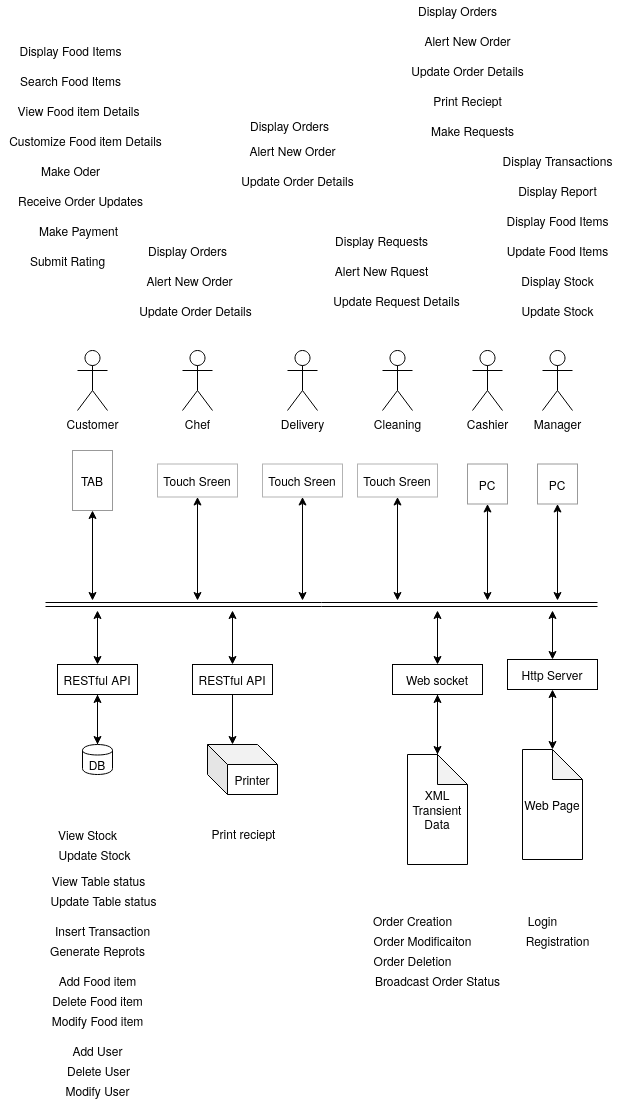 Display Orders
Alert New Order
Update Order Details
Print Reciept
Make Requests
Display Food Items
Search Food Items
View Food item Details
Customize Food item Details
Make Oder
Receive Order Updates
Make Payment
Submit Rating
Display Orders
Alert New Order
Update Order Details
Display Transactions
Display Report
Display Food Items
Update Food Items
Display Stock
Update Stock
Display Orders
Alert New Order
Update Order Details
Display Requests
Alert New Rquest
Update Request Details
Customer
Chef
Delivery
Cleaning
Cashier
Manager
TAB
Touch Sreen
Touch Sreen
Touch Sreen
PC
PC
RESTful API
RESTful API
Web socket
Http Server
DB
Printer
XML
Transient
Data
Web Page
View Stock
Update Stock
View Table status
Update Table status
Insert Transaction
Generate Reprots
Add Food item
Delete Food item
Modify Food item
Add User
Delete User
Modify User
Print reciept
Order Creation
Order Modificaiton
Order Deletion
Broadcast Order Status
Login
Registration